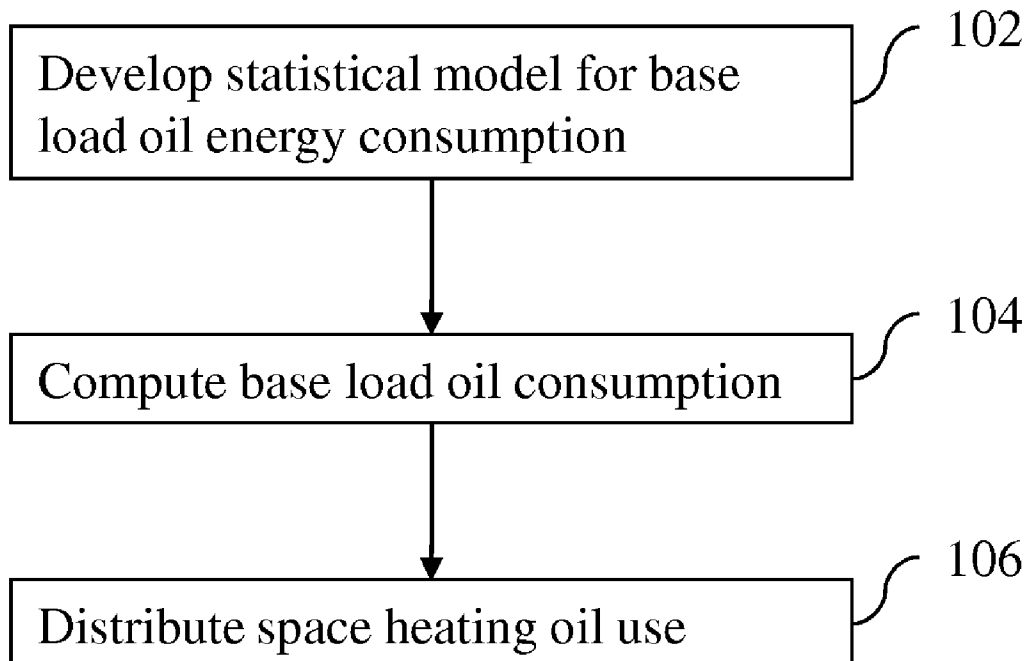 102
Develop statistical model for base
load oil energy consumption
104
Compute base load oil consumption
106
Distribute space heating oil use